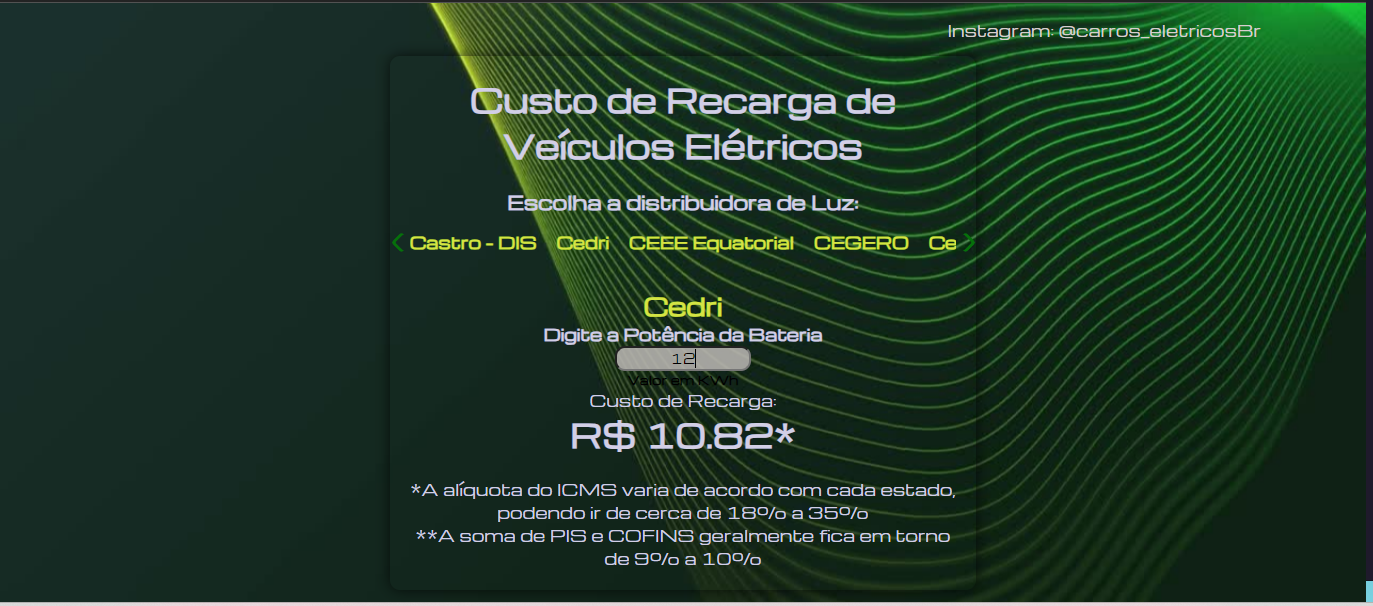 Instagram: @carros_eletricosBr
Custo de Recarga de
Veículos Elétricos
Escolha a distribuidora de Luz:
Castro - DIS Cedri CEEE Equatorial CEGERO Ce
Cedri
Digite a Potência da Bateria
12
Valor em KWh
Custo de Recarga:
R$ 10.82*
*A alíquota do ICMS varia de acordo com cada estado,
podendo ir de cerca de 18% a 35%
**A soma de PIS e COFINS geralmente fica em torno
de 9% a 10%